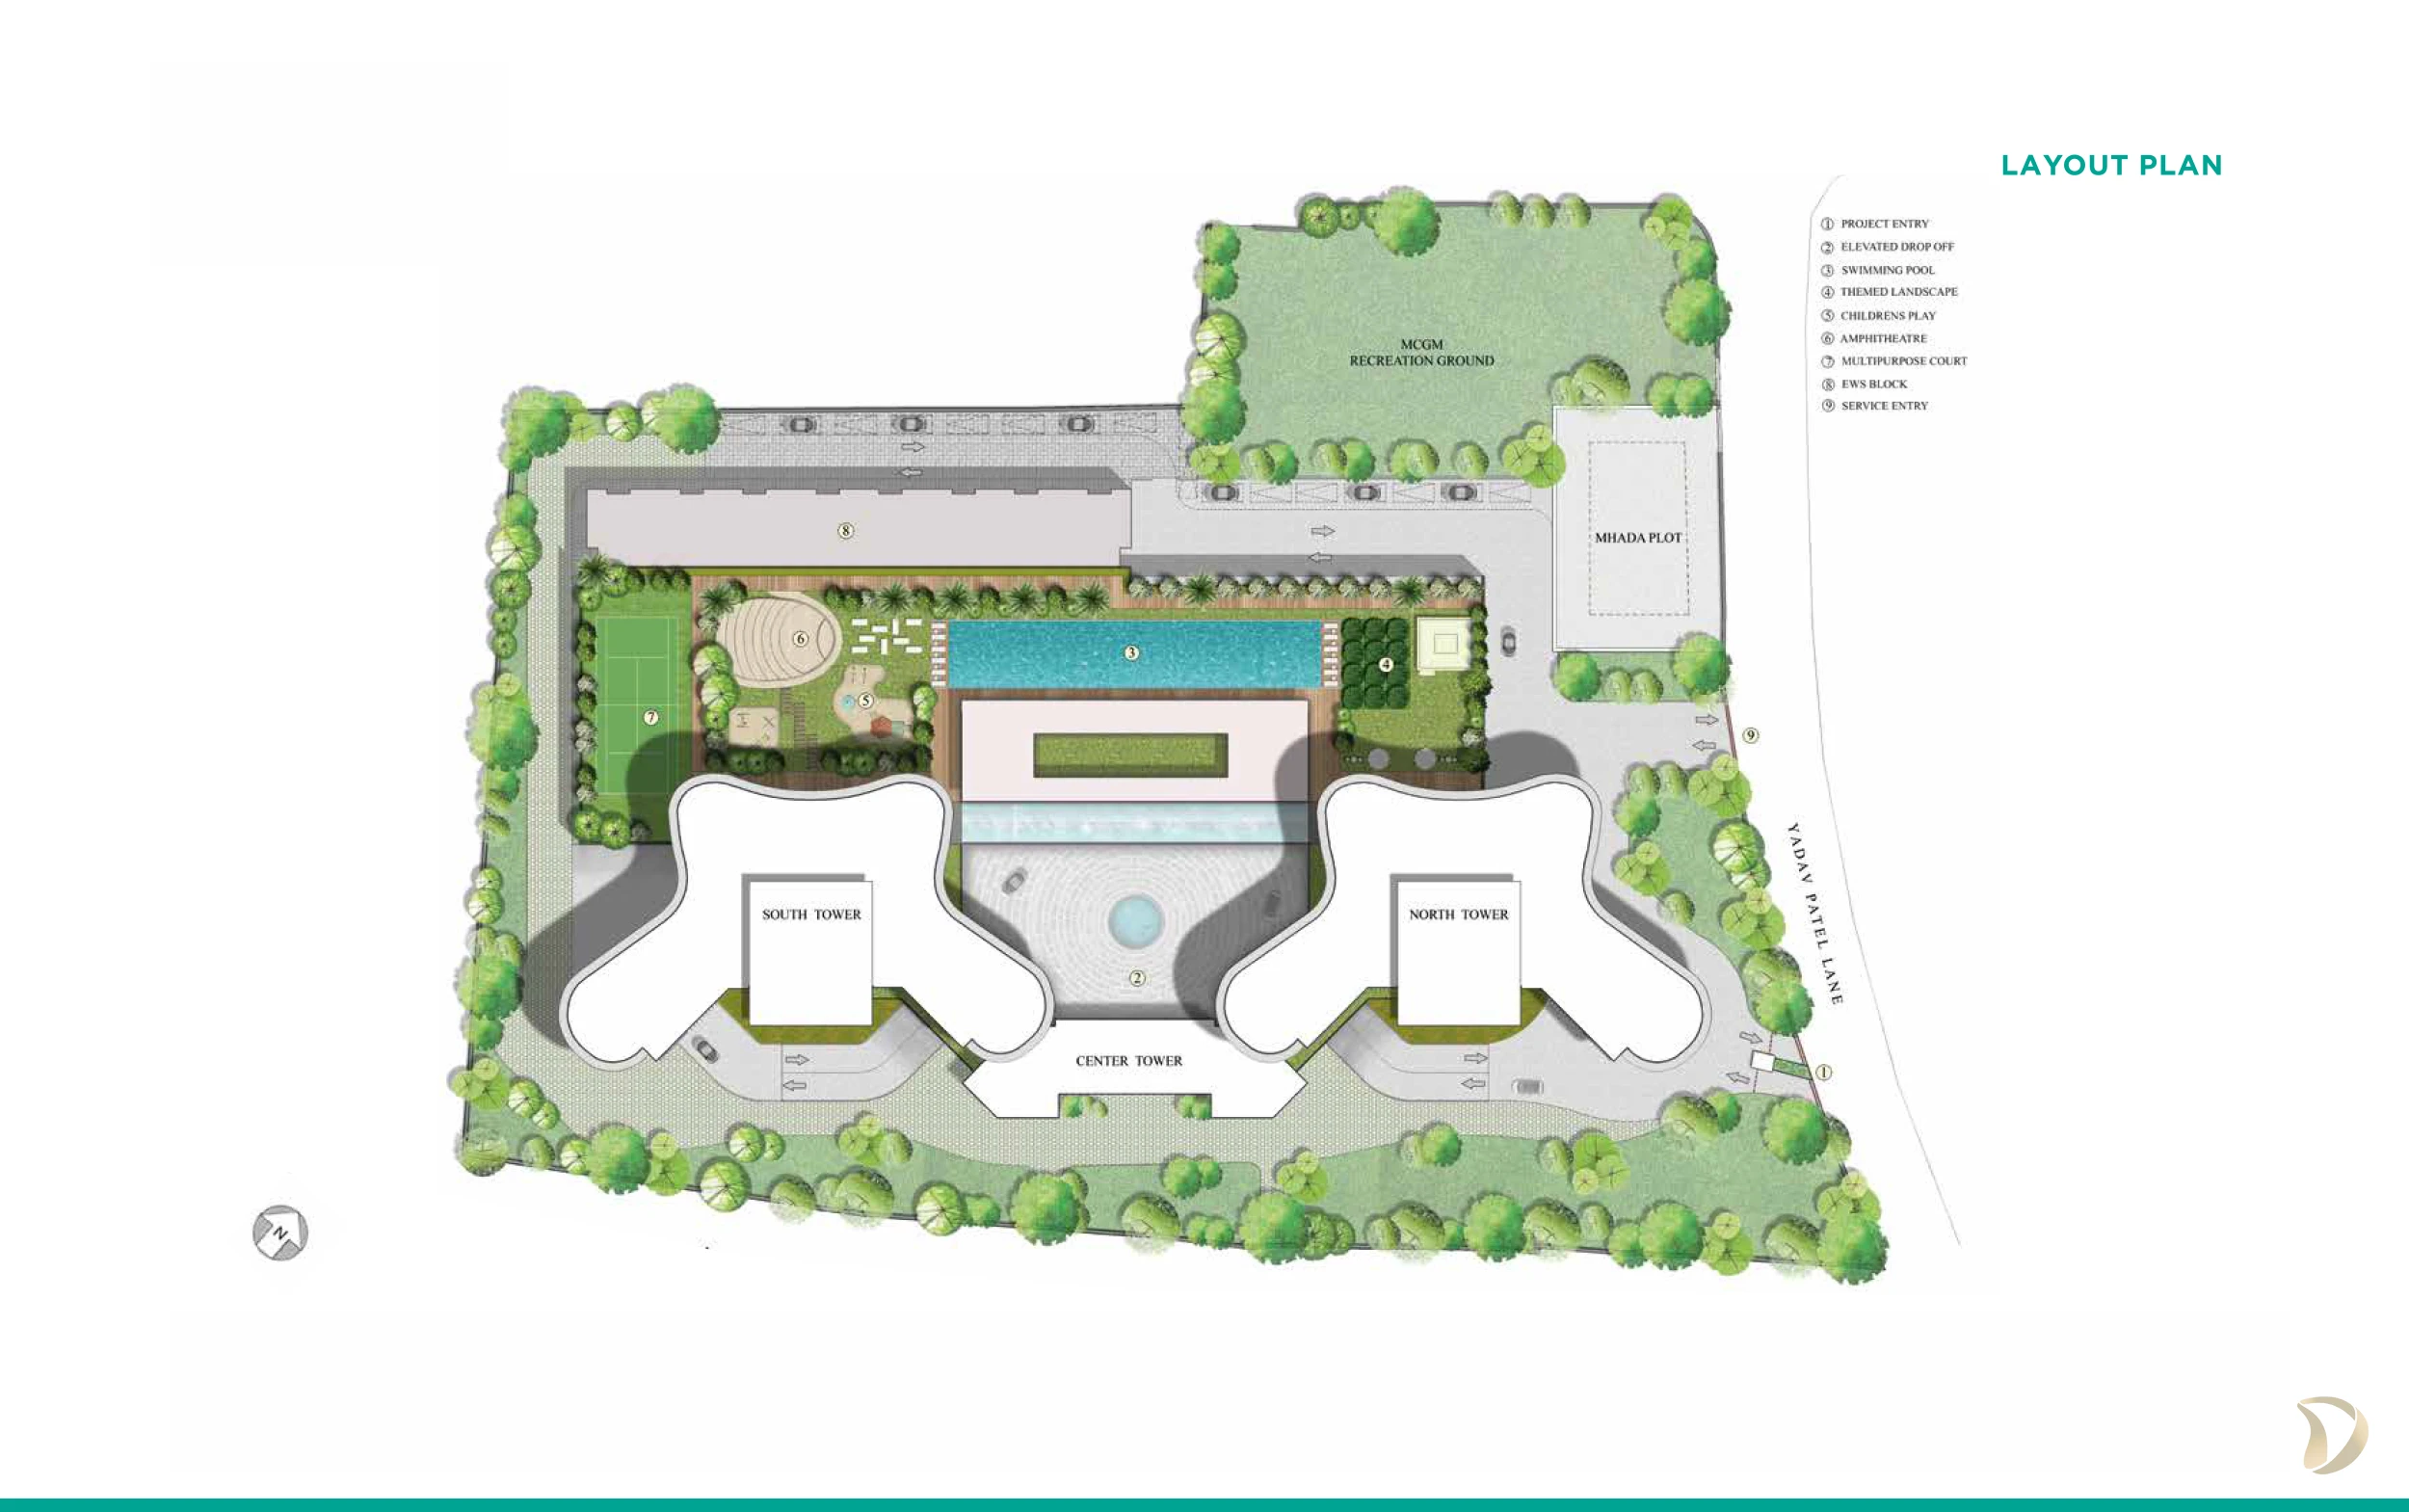 LAYOUT PLAN
① PROJECT ENTRY
② ELEVATED DROP OFF
③ SWIMMING POOL
④ THEMED LANDSCAPE
⑤ CHILDRENS PLAY
⑥ AMPHITHEATRE
⑦ MULTIPURPOSE COURT
⑧ EWS BLOCK
⑨ SERVICE ENTRY
MCGM
RECREATION GROUND
⑧
MHADA PLOT
⑥
③
④
⑤
⑦
⑨
YADAV PATEL LANE
SOUTH TOWER
NORTH TOWER
②
CENTER TOWER
①
N